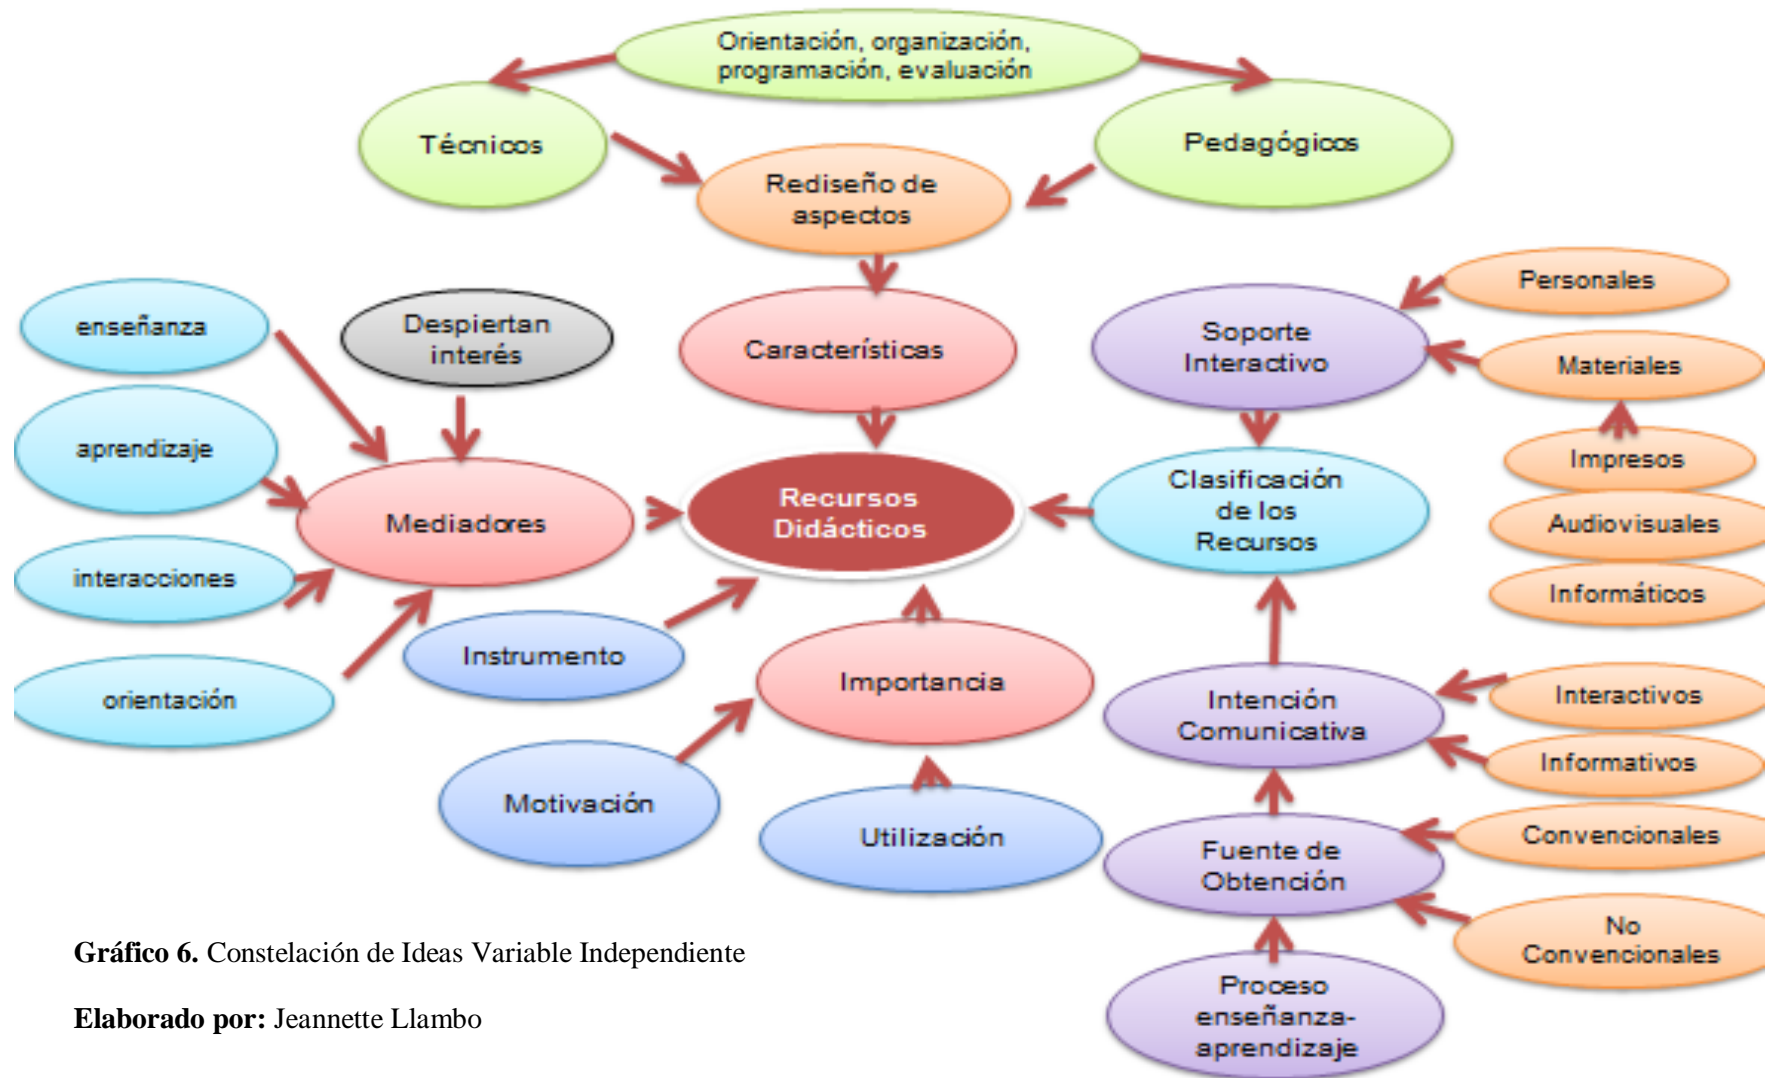 Orientación, organización,
programación, evaluación
Técnicos
Pedagógicos
Rediseño de
aspectos
enseñanza
Despiertan
interés
Características
Soporte
Interactivo
Personales
Materiales
aprendizaje
Mediadores
Recursos
Didácticos
Clasificación
de los
Recursos
Impresos
Audiovisuales
Informáticos
interacciones
orientación
Instrumento
Importancia
Intención
Comunicativa
Interactivos
Informativos
Motivación
Utilización
Fuente de
Obtención
Convencionales
No
Convencionales
Proceso
enseñanza-
aprendizaje
Gráfico 6. Constelación de Ideas Variable Independiente
Elaborado por: Jeannette Llambo